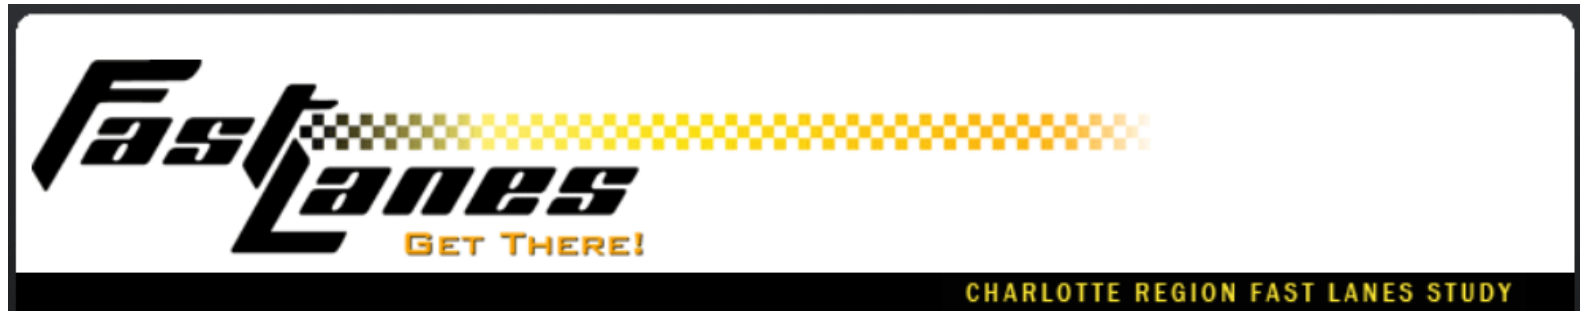 Fast
Lanes
GET THERE!
CHARLOTTE REGION FAST LANES STUDY